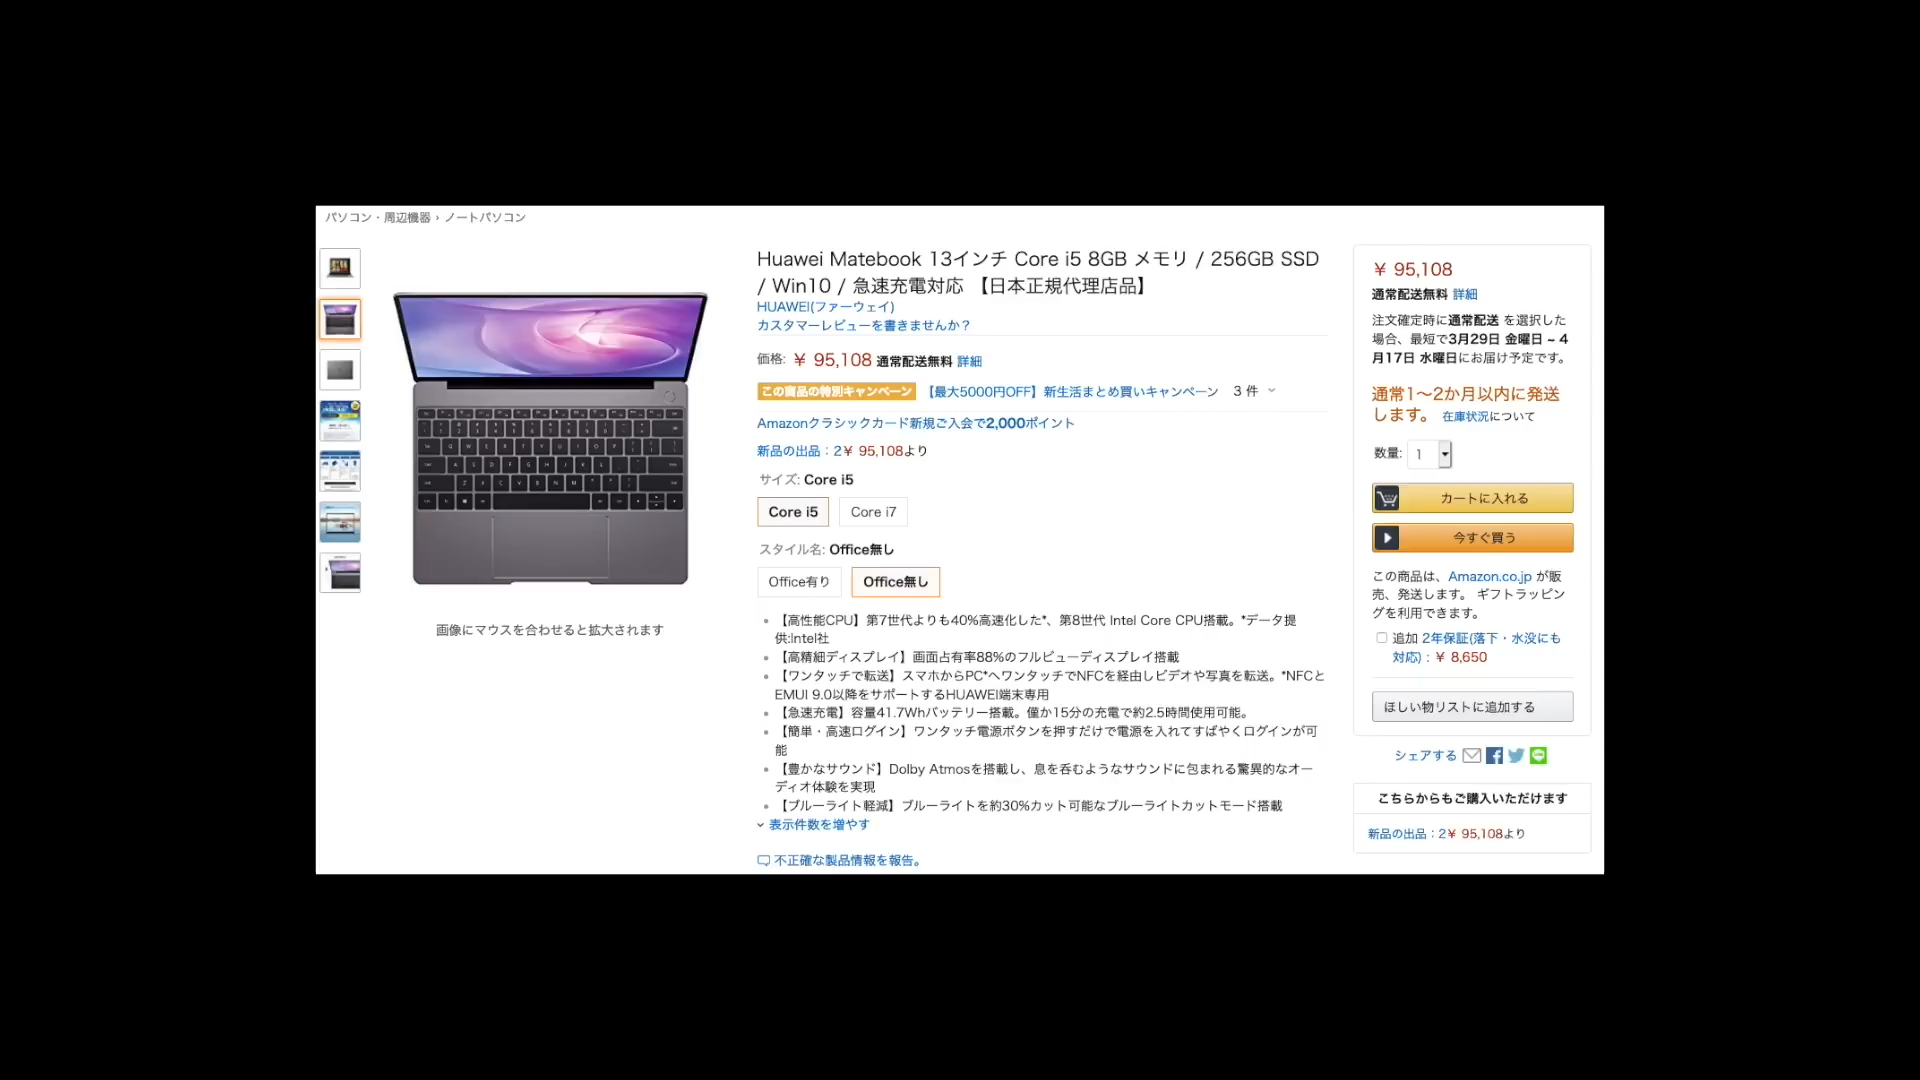 パソコン・周辺機器 › ノートパソコン
Huawei Matebook 13インチ Core i5 8GB メモリ / 256GB SSD
/ Win10 / 急速充電対応 【日本正規代理店品】
HUAWEI(ファーウェイ)
カスタマーレビューを書きませんか？
価格: ￥ 95,108 通常配送無料 詳細
この商品の特別キャンペーン 【最大5000円OFF】新生活まとめ買いキャンペーン 3 件
Amazonクラシックカード新規ご入会で2,000ポイント
新品の出品：2￥ 95,108より
サイズ: Core i5
Core i5 Core i7
スタイル名: Office無し
Office有り Office無し
【高性能CPU】第7世代よりも40%高速化した*、第8世代 Intel Core CPU搭載。*データ提
供:Intel社
【高精細ディスプレイ】画面占有率88%のフルビューディスプレイ搭載
【ワンタッチで転送】スマホからPC*へワンタッチでNFCを経由しビデオや写真を転送。*NFCと
EMUI 9.0以降をサポートするHUAWEI端末専用
【急速充電】容量41.7Whバッテリー搭載。僅か15分の充電で約2.5時間使用可能。
【簡単・高速ログイン】ワンタッチ電源ボタンを押すだけで電源を入れてすばやくログインが可
能
【豊かなサウンド】Dolby Atmosを搭載し、息を呑むようなサウンドに包まれる驚異的なオー
ディオ体験を実現
【ブルーライト軽減】ブルーライトを約30%カット可能なブルーライトカットモード搭載
表示件数を増やす
不正確な製品情報を報告。
画像にマウスを合わせると拡大されます
￥ 95,108
通常配送無料 詳細
注文確定時に通常配送 を選択した
場合、最短で3月29日 金曜日 ~ 4
月17日 水曜日にお届け予定です。
通常1～2か月以内に発送
します。 在庫状況について
数量: 1
カートに入れる
今すぐ買う
この商品は、Amazon.co.jp が販
売、発送します。 ギフトラッピン
グを利用できます。
追加 2年保証(落下・水没にも
対応)：￥ 8,650
ほしい物リストに追加する
シェアする
こちらからもご購入いただけます
新品の出品：2￥ 95,108より